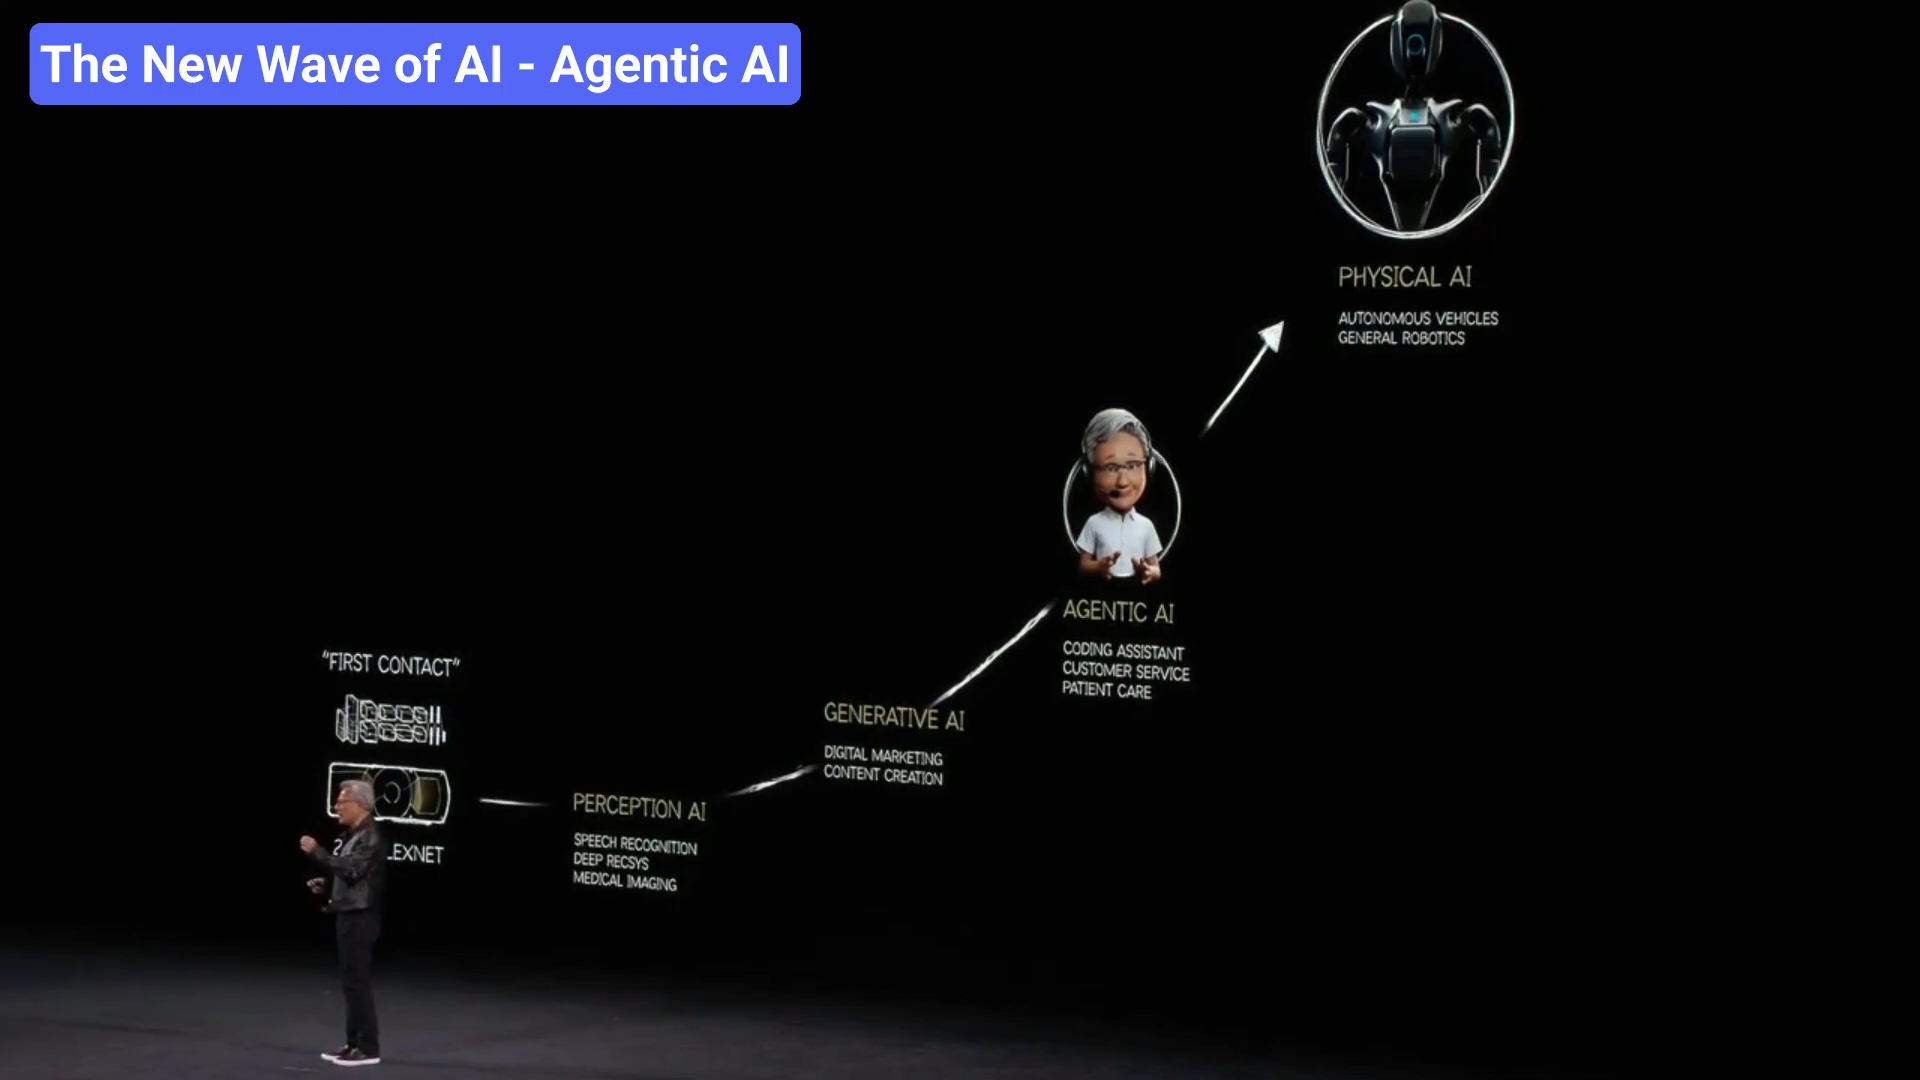 The New Wave of AI - Agentic AI
PHYSICAL AI
AUTONOMOUS VEHICLES
GENERAL ROBOTICS
AGENTIC AI
CODING ASSISTANT
CUSTOMER SERVICE
PATIENT CARE
GENERATIVE AI
DIGITAL MARKETING
CONTENT CREATION
PERCEPTION AI
SPEECH RECOGNITION
DEEP RECSYS
MEDICAL IMAGING
"FIRST CONTACT"